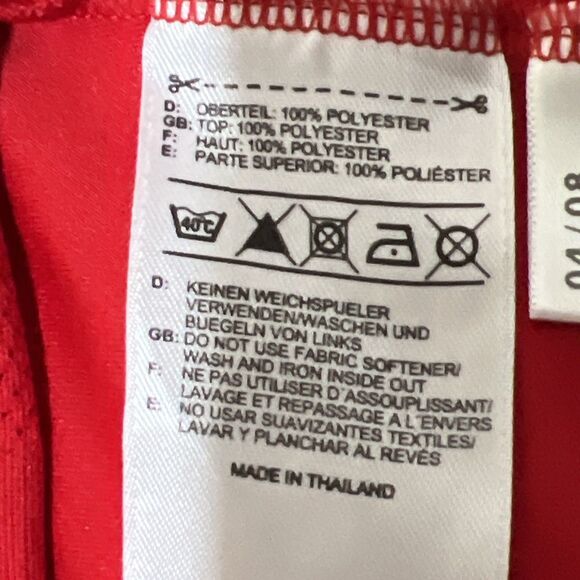 D: OBERTEIL: 100% POLYESTER
GB: TOP: 100% POLYESTER
F: HAUT: 100% POLYESTER
E: PARTE SUPERIOR: 100% POLIÉSTER
40°C
D: KEINEN WEICHSPUELER
VERWENDEN/WASCHEN UND
BUEGELN VON LINKS
GB: DO NOT USE FABRIC SOFTENER/
WASH AND IRON INSIDE OUT
F: NE PAS UTILISER D'ASSOUPLISSANT/
LAVAGE ET REPASSAGE A L'ENVERS
E: NO USAR SUAVIZANTES TEXTILES/
LAVAR Y PLANCHAR AL REVÉS
MADE IN THAILAND
04/08